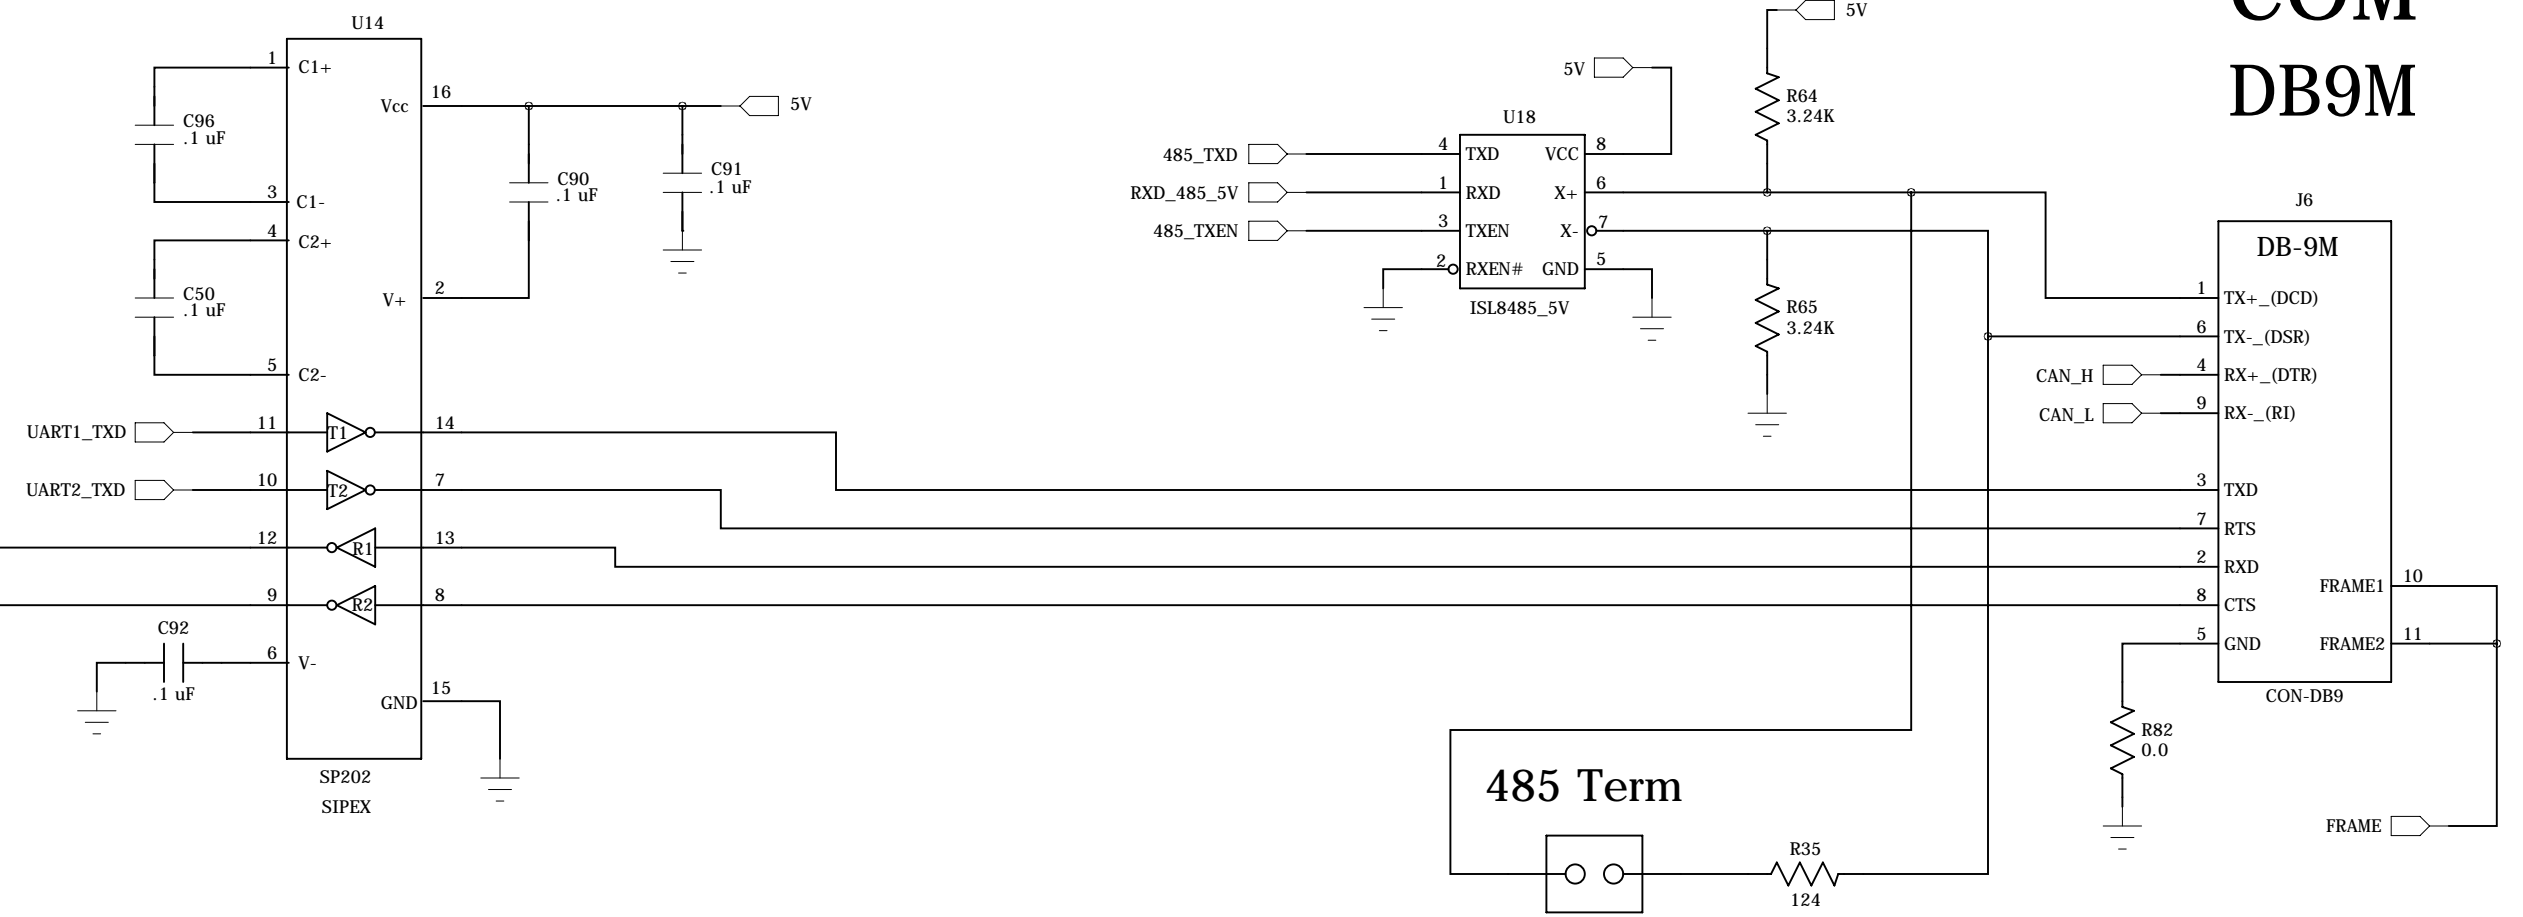 COM
DB9M
U14
1
C1+
C96
.1 uF
3
C1-
4
C2+
C50
.1 uF
5
C2-
Vcc
16
5V
C90
.1 uF
C91
.1 uF
V+
2
UART1_TXD
11
T1
14
UART2_TXD
10
T2
7
12
R1
13
9
R2
8
C92
.1 uF
6
V-
GND
15
SP202
SIPEX
5V
R64
3.24K
5V
U18
485_TXD
4
TXD
VCC
8
RXD_485_5V
1
RXD
X+
6
485_TXEN
3
TXEN
X-
7
2
RXEN#
GND
5
ISL8485_5V
R65
3.24K
J6
DB-9M
1
TX+_(DCD)
6
TX-_(DSR)
CAN_H
4
RX+_(DTR)
CAN_L
9
RX-_(RI)
3
TXD
7
RTS
2
RXD
8
CTS
5
GND
FRAME1
10
FRAME2
11
CON-DB9
R82
0.0
FRAME
485 Term
R35
124